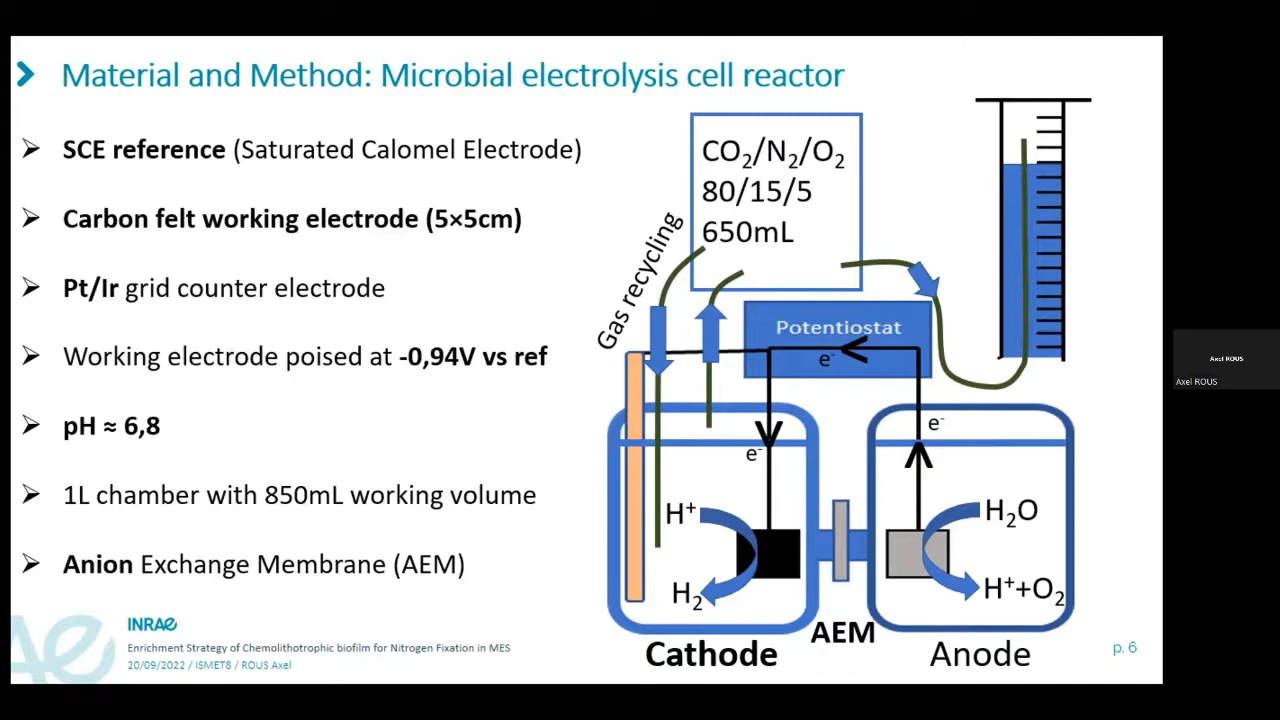 Material and Method: Microbial electrolysis cell reactor
SCE reference (Saturated Calomel Electrode)
Carbon felt working electrode (5×5cm)
Pt/Ir grid counter electrode
Working electrode poised at -0,94V vs ref
pH ≈ 6,8
1L chamber with 850mL working volume
Anion Exchange Membrane (AEM)
CO₂/N₂/O₂
80/15/5
650mL
Gas recycling
Potentiostat
e⁻
e⁻
e⁻
H⁺
H₂
H₂O
H⁺+O₂
AEM
Cathode
Anode
INRAE
Enrichment Strategy of Chemolithotrophic biofilm for Nitrogen Fixation in MES
20/09/2022 / ISMET8 / ROUS Axel
p. 6
Axel ROUS
Axel ROUS